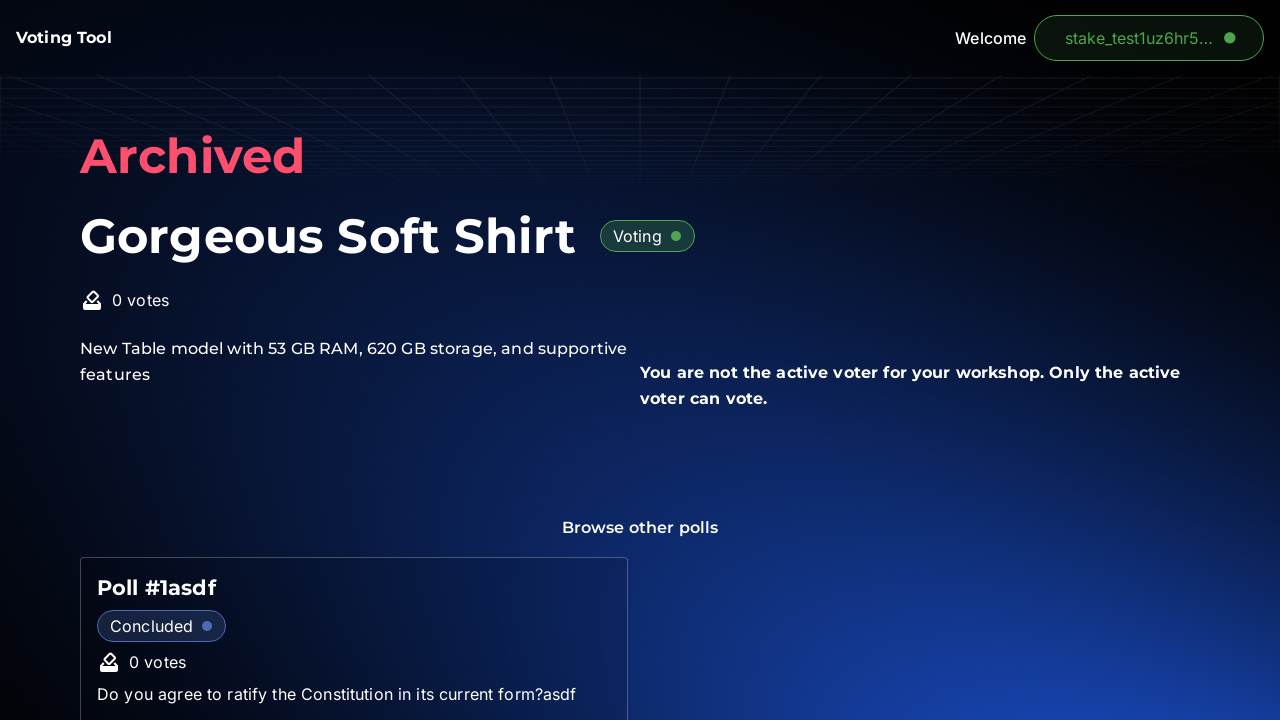 Voting Tool
Welcome
stake_test1uz6hr5...
Archived
Gorgeous Soft Shirt
Voting
0 votes
New Table model with 53 GB RAM, 620 GB storage, and supportive
features
You are not the active voter for your workshop. Only the active
voter can vote.
Browse other polls
Poll #1asdf
Concluded
0 votes
Do you agree to ratify the Constitution in its current form?asdf